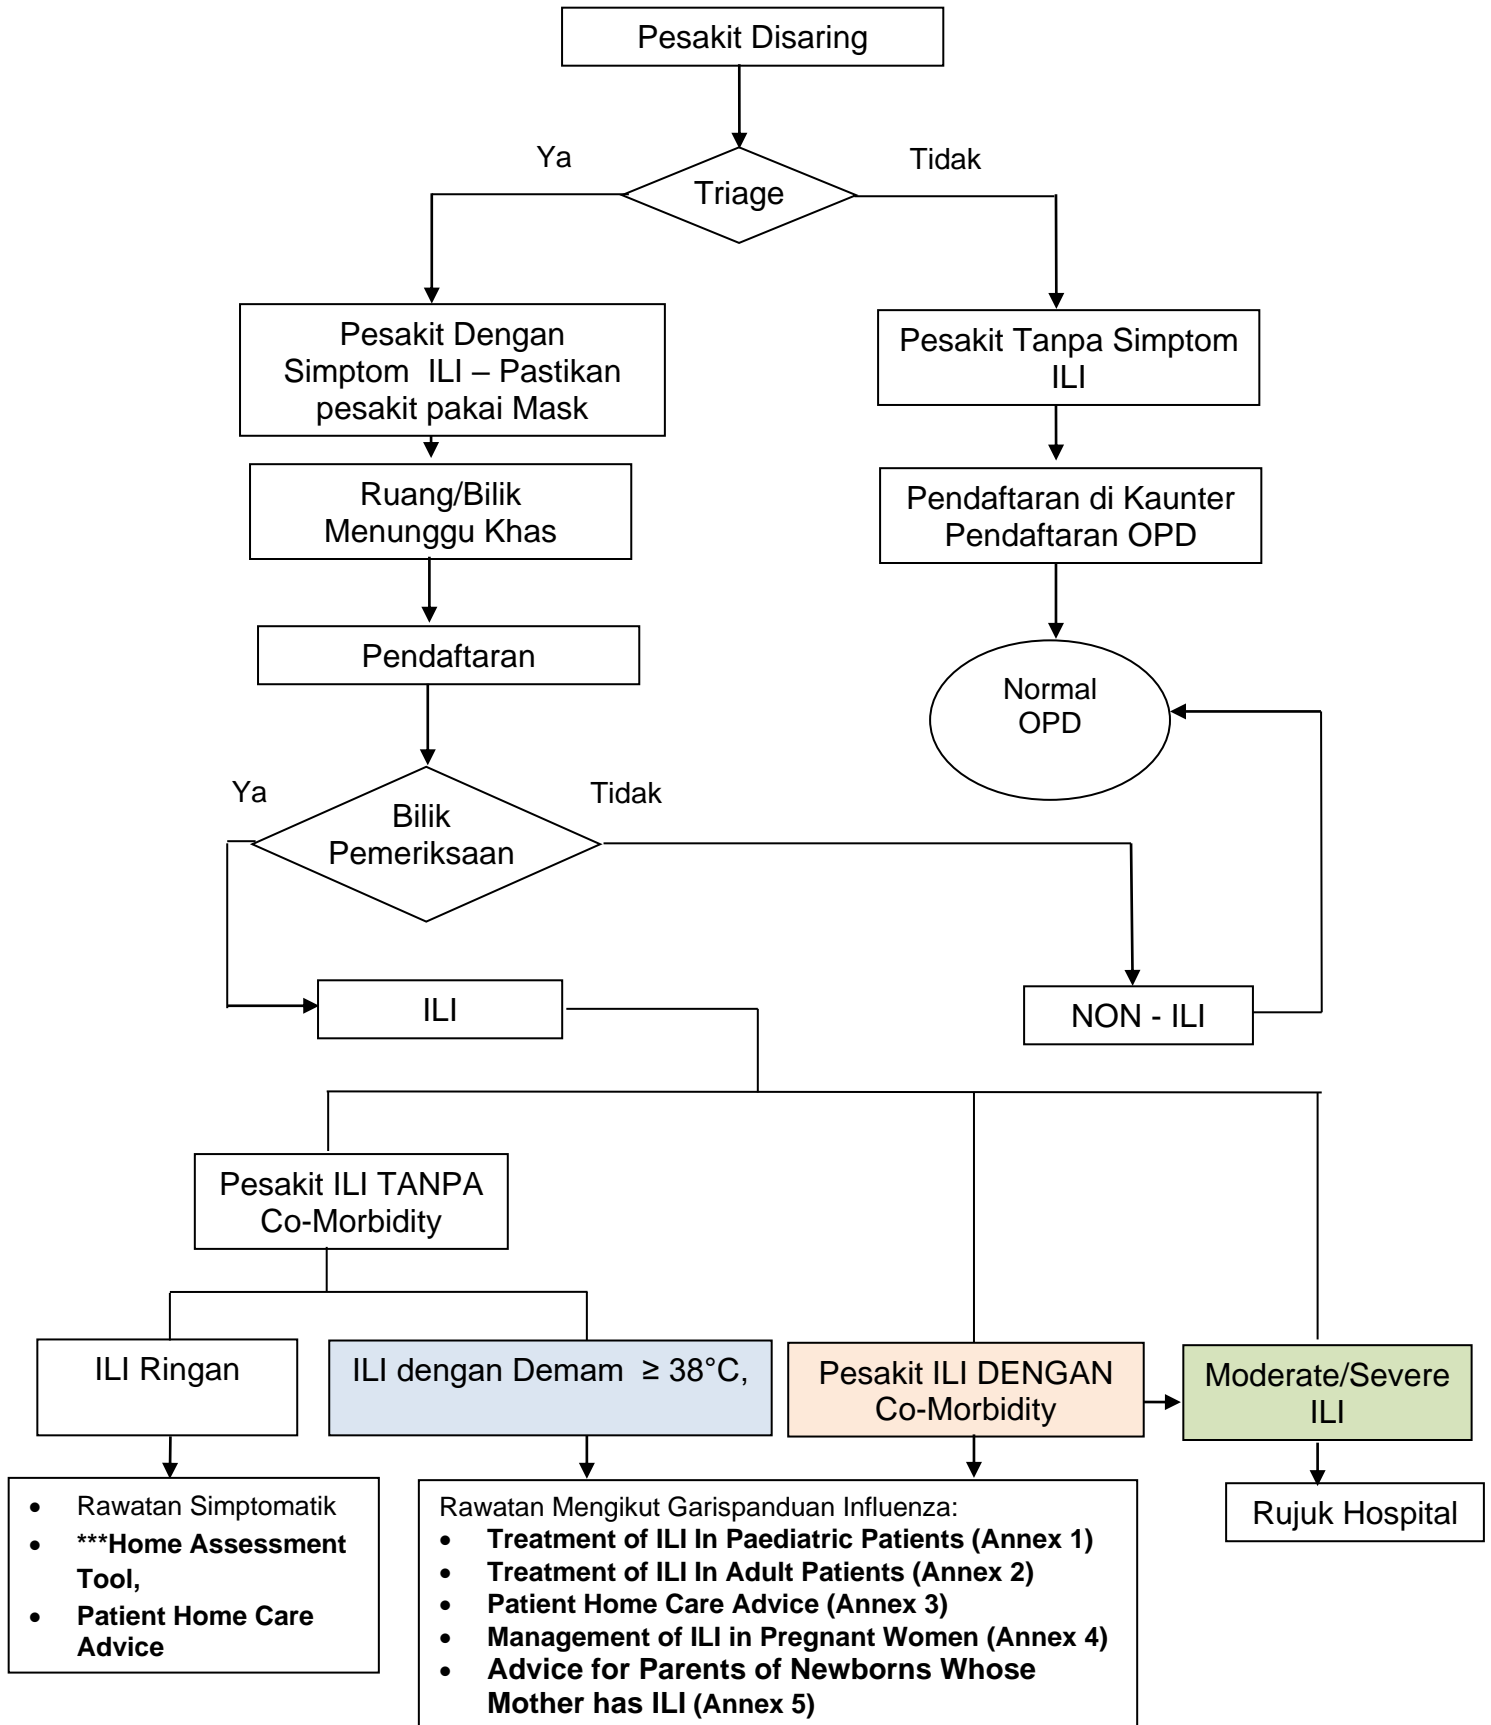 Pesakit Disaring
Ya
Tidak
Triage
Pesakit Dengan
Simptom ILI – Pastikan
pesakit pakai Mask
Pesakit Tanpa Simptom
ILI
Ruang/Bilik
Menunggu Khas
Pendaftaran di Kaunter
Pendaftaran OPD
Pendaftaran
Normal
OPD
Ya
Tidak
Bilik
Pemeriksaan
ILI
NON - ILI
Pesakit ILI TANPA
Co-Morbidity
ILI Ringan
ILI dengan Demam ≥ 38°C,
Pesakit ILI DENGAN
Co-Morbidity
Moderate/Severe
ILI
• Rawatan Simptomatik
• ***Home Assessment
Tool,
• Patient Home Care
Advice
Rawatan Mengikut Garispanduan Influenza:
• Treatment of ILI In Paediatric Patients (Annex 1)
• Treatment of ILI In Adult Patients (Annex 2)
• Patient Home Care Advice (Annex 3)
• Management of ILI in Pregnant Women (Annex 4)
• Advice for Parents of Newborns Whose
Mother has ILI (Annex 5)
Rujuk Hospital